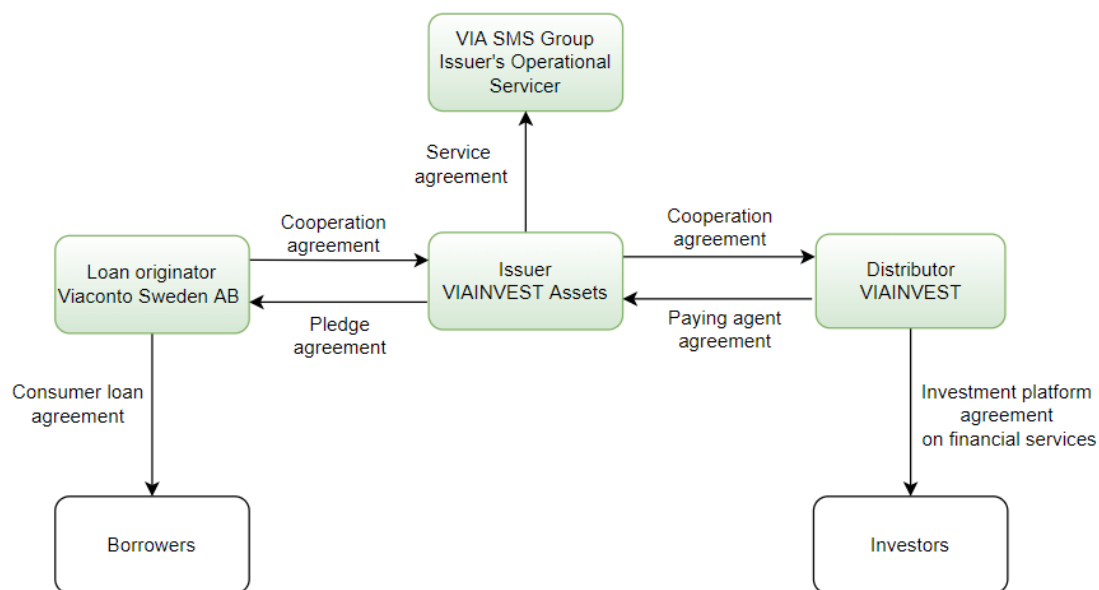 VIA SMS Group
Issuer's Operational
Servicer
Service
agreement
Cooperation
agreement
Cooperation
agreement
Loan originator
Viaconto Sweden AB
Issuer
VIAINVEST Assets
Distributor
VIAINVEST
Pledge
agreement
Paying agent
agreement
Consumer loan
agreement
Investment platform
agreement
on financial services
Borrowers
Investors